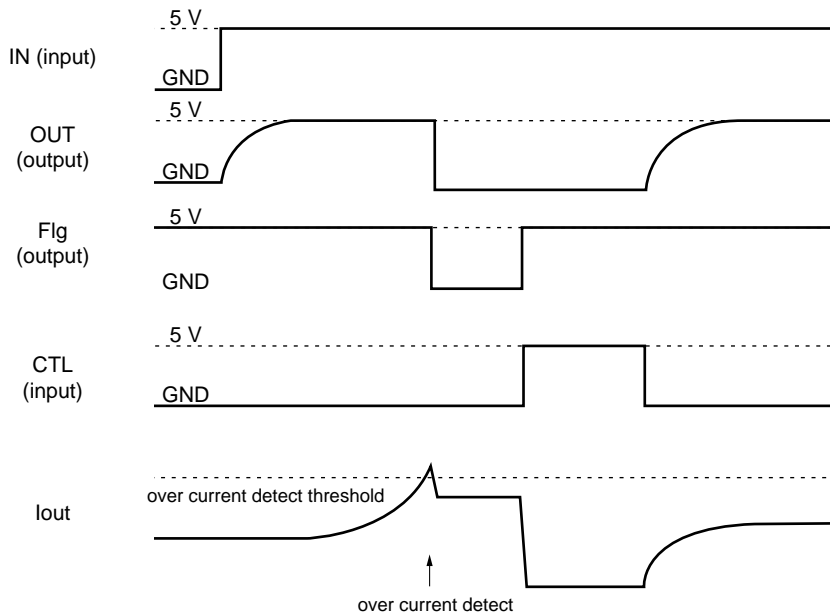 5 V
IN (input)
GND
5 V
OUT
(output)
GND
5 V
Flg
(output)
GND
5 V
CTL
(input)
GND
over current detect threshold
Iout
over current detect